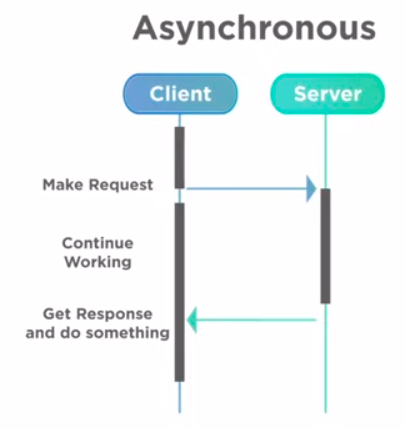 Asynchronous
Client
Server
Make Request
Continue
Working
Get Response
and do something